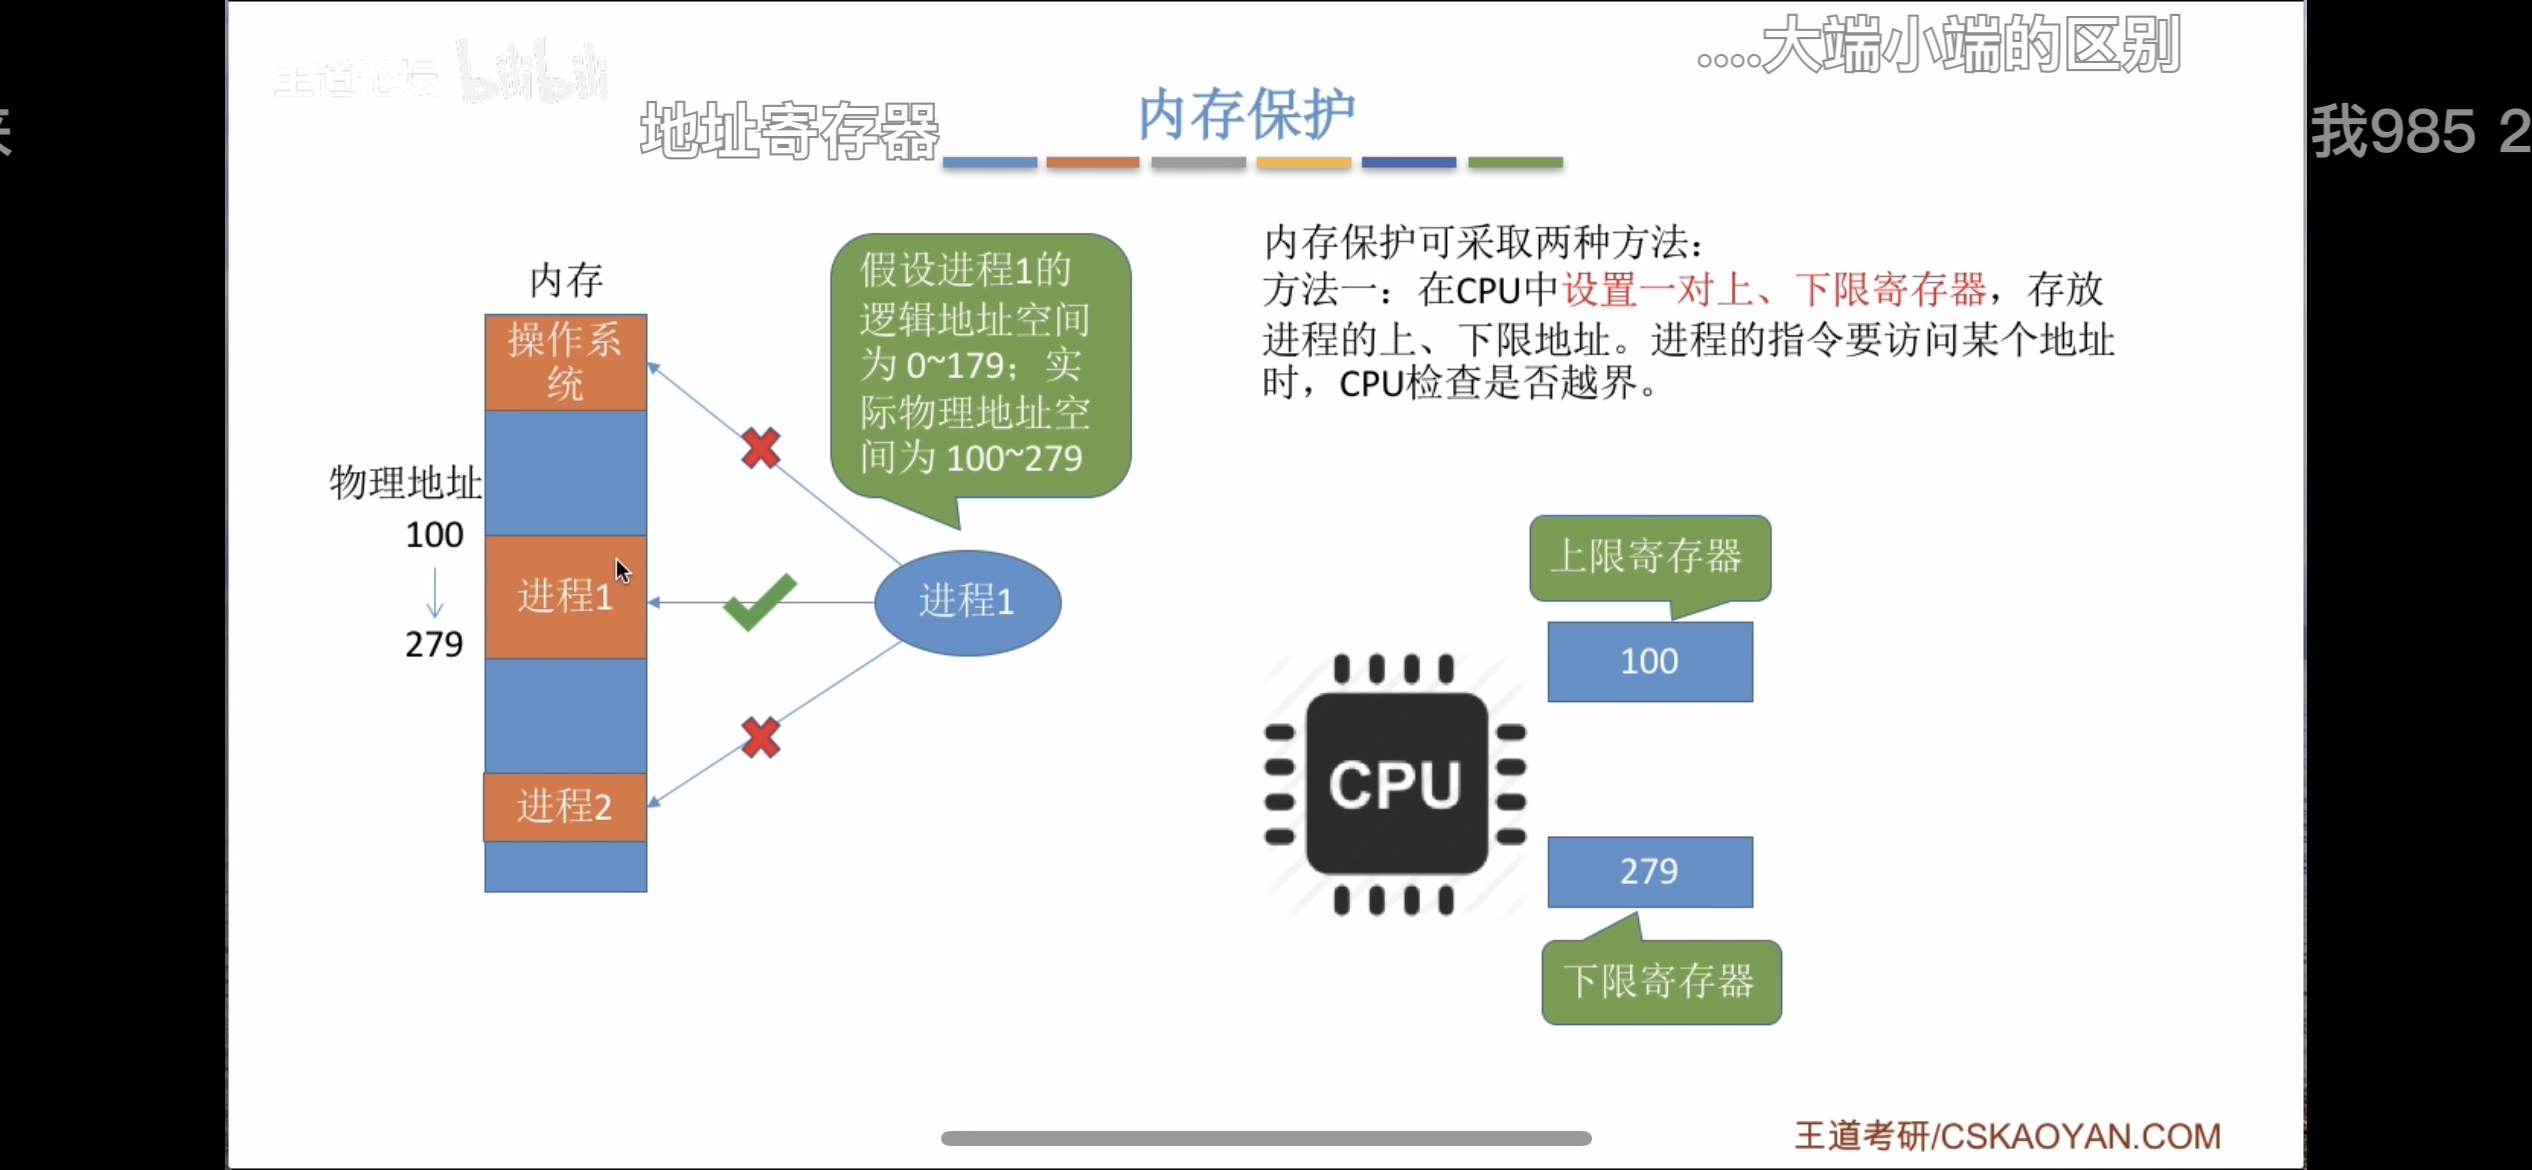 王道论坛 bilibili
....大端小端的区别
地址寄存器
我985 2
内存保护
内存
操作系
统
物理地址
100
279
进程1
进程2
假设进程1的
逻辑地址空间
为 0~179；实
际物理地址空
间为 100~279
进程1
内存保护可采取两种方法：
方法一：在CPU中设置一对上、下限寄存器，存放
进程的上、下限地址。进程的指令要访问某个地址
时，CPU检查是否越界。
上限寄存器
100
CPU
279
下限寄存器
王道考研/CSKAOYAN.COM